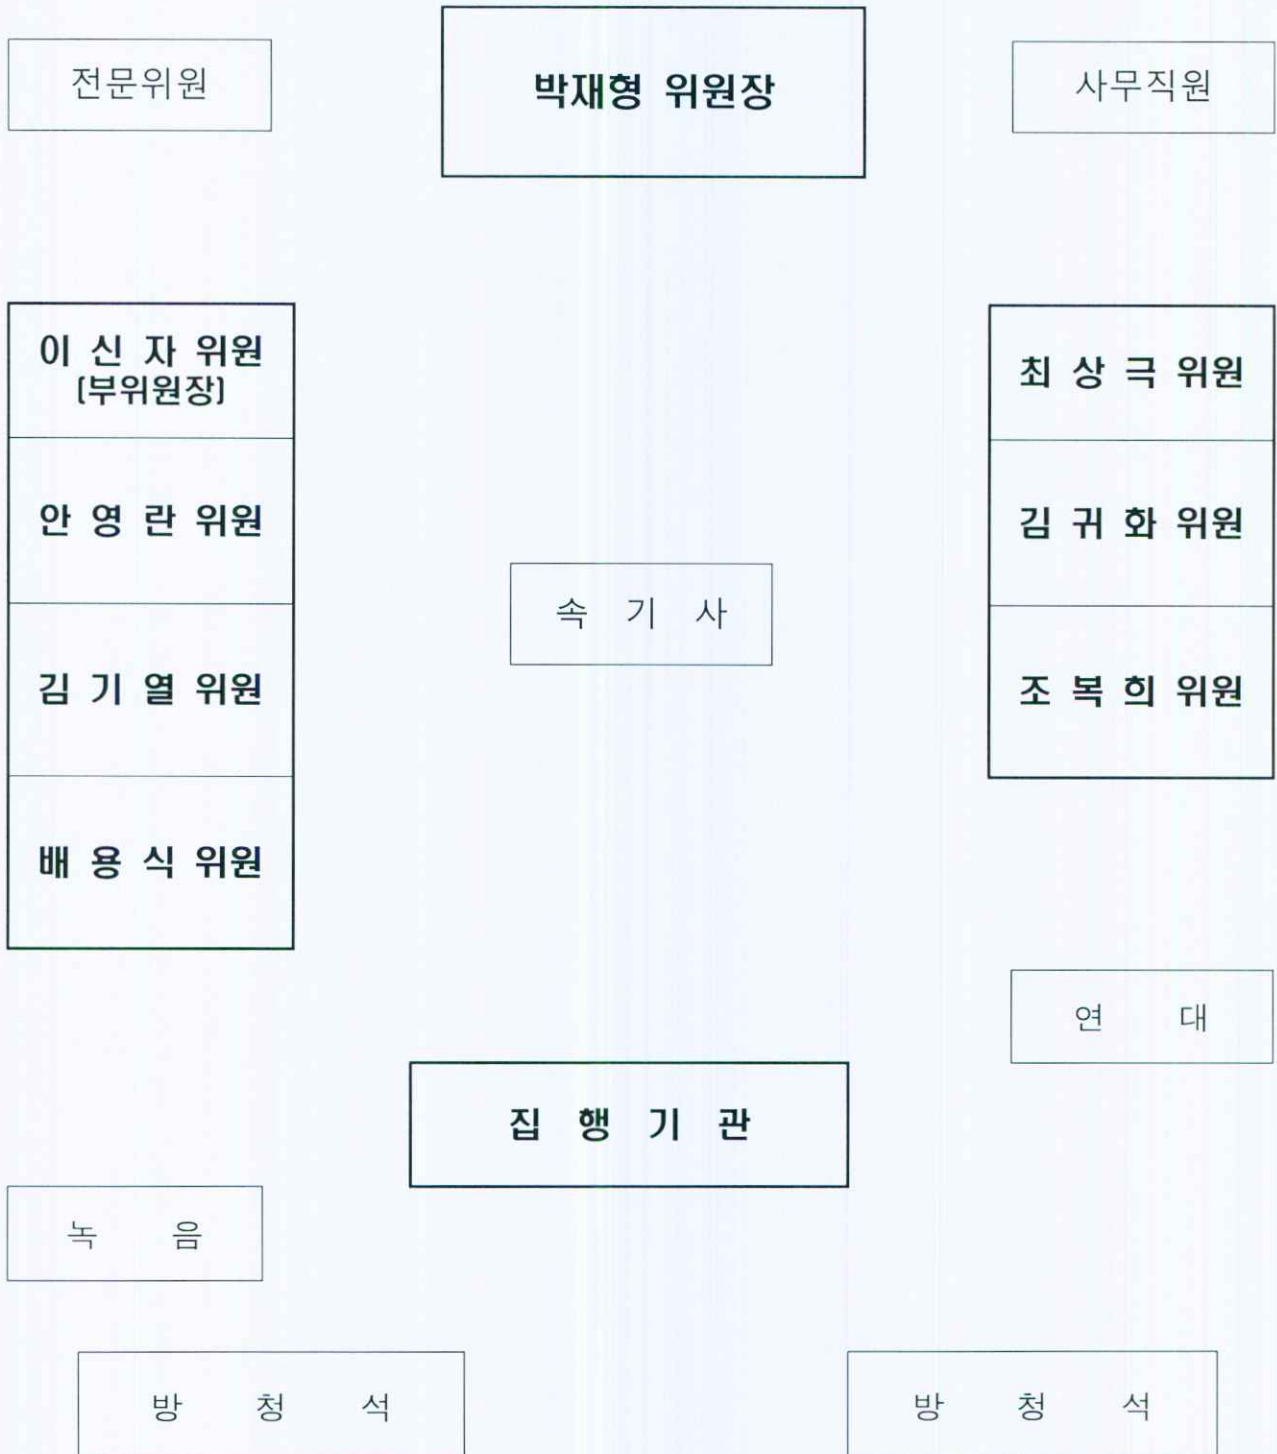 전문위원
박재형 위원장
사무직원
이 신 자 위원
(부위원장)
안 영 란 위원
김 기 열 위원
배 용 식 위원
최 상 극 위원
김 귀 화 위원
조 복 희 위원
속 기 사
연 대
집 행 기 관
녹 음
방 청 석
방 청 석